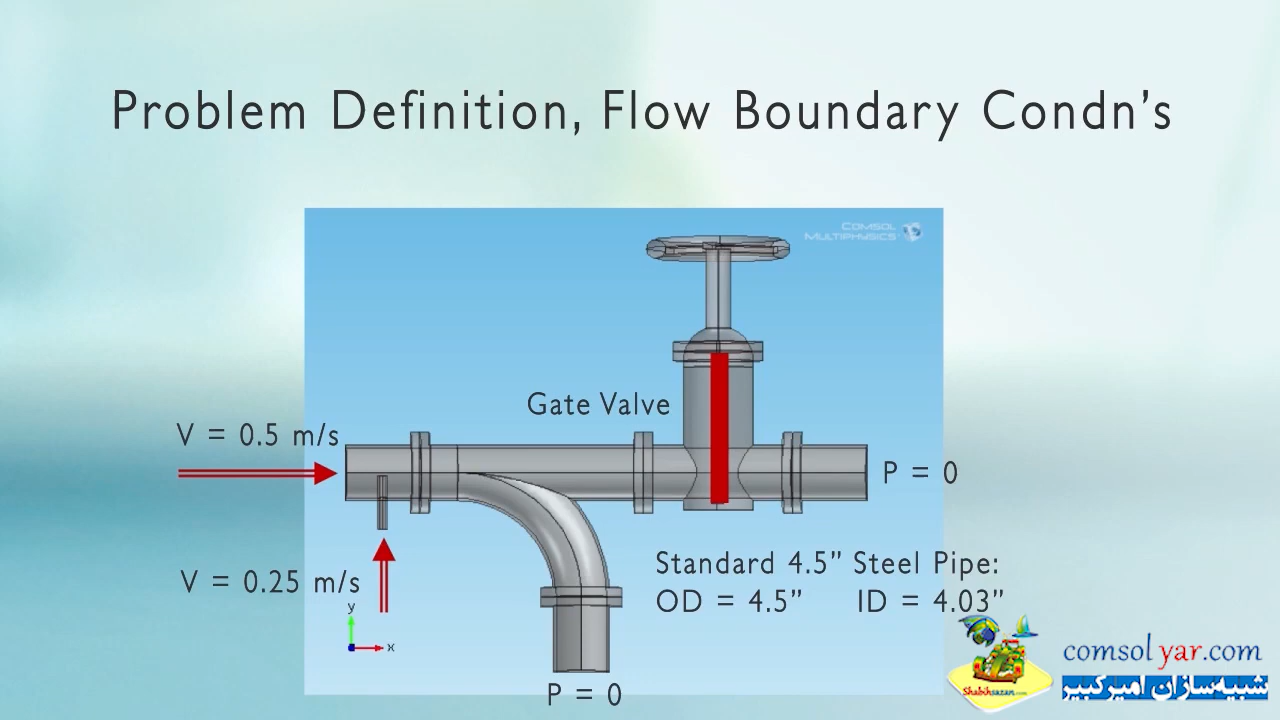 Problem Definition, Flow Boundary Condn’s
COMSOL
MULTIPHYSICS
Gate Valve
V = 0.5 m/s
P = 0
Standard 4.5” Steel Pipe:
V = 0.25 m/s
OD = 4.5” ID = 4.03”
y
x
P = 0
comsolyar.com
Shabihsazan.com
شبیه‌سازان امیرکبیر